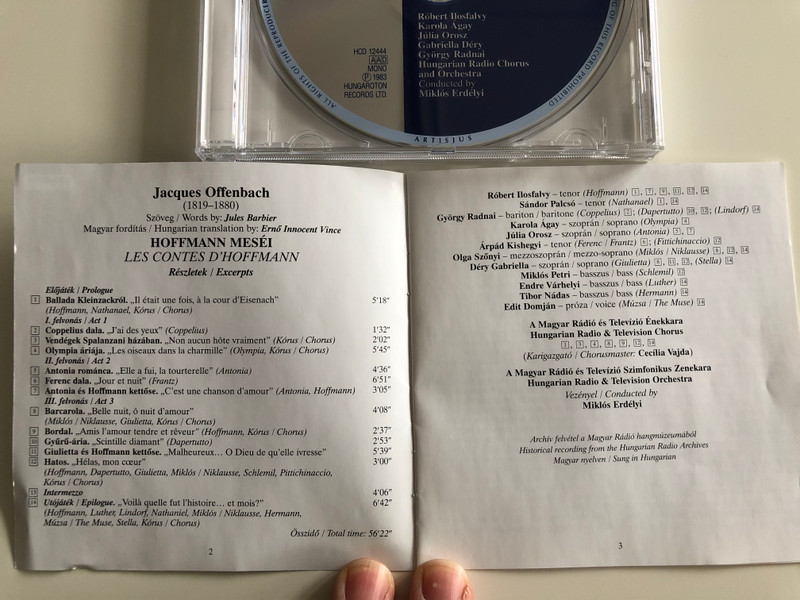 Róbert Ilosfalvy
Karola Ágay
Júlia Orosz
Gabriella Déry
György Radnai
Hungarian Radio Chorus
and Orchestra
Conducted by
Miklós Erdélyi
HCD 12444
AAD
MONO
Ⓟ 1983
HUNGAROTON
RECORDS LTD.
ALL RIGHTS OF THE REPRODUCER
OF THIS RECORD PROHIBITED
ARTISJUS
Jacques Offenbach
(1819–1880)
Szöveg / Words by: Jules Barbier
Magyar fordítás / Hungarian translation by: Ernő Innocent Vince
HOFFMANN MESÉI
LES CONTES D'HOFFMANN
Részletek / Excerpts
Előjáték / Prologue
1 Ballada Kleinzackról. „Il était une fois, à la cour d'Eisenach” 5'18"
(Hoffmann, Nathanael, Kórus / Chorus)
I. felvonás / Act 1
2 Coppelius dala. „J'ai des yeux” (Coppelius) 1'32"
3 Vendégek Spalanzani házában. „Non aucun hôte vraiment” (Kórus / Chorus) 2'02"
4 Olympia áriája. „Les oiseaux dans la charmille” (Olympia, Kórus / Chorus) 5'45"
II. felvonás / Act 2
5 Antonia románca. „Elle a fui, la tourterelle” (Antonia) 4'36"
6 Ferenc dala. „Jour et nuit” (Frantz) 6'51"
7 Antonia és Hoffmann kettőse. „C'est une chanson d'amour” (Antonia, Hoffmann) 3'05"
III. felvonás / Act 3
8 Barcarola. „Belle nuit, ô nuit d'amour” 4'08"
(Miklós / Niklausse, Giulietta, Kórus / Chorus)
9 Bordal. „Amis l'amour tendre et rêveur” (Hoffmann, Kórus / Chorus) 2'37"
10 Gyűrű-ária. „Scintille diamant” (Dapertutto) 2'53"
11 Giulietta és Hoffmann kettőse. „Malheureux... O Dieu de qu'elle ivresse” 5'39"
12 Hatos. „Hélas, mon cœur” 3'00"
(Hoffmann, Dapertutto, Giulietta, Miklós / Niklausse, Schlemil, Pittichinaccio,
Kórus / Chorus)
13 Intermezzo 4'06"
14 Utójáték / Epilogue. „Voilà quelle fut l'histoire... et mois?” 6'42"
(Hoffmann, Luther, Lindorf, Nathaniel, Miklós / Niklausse, Hermann,
Múzsa / The Muse, Stella, Kórus / Chorus)
Összidő / Total time: 56'22"
2
Róbert Ilosfalvy – tenor (Hoffmann) 1, 7, 9, 11, 12, 14
Sándor Palcsó – tenor (Nathanael) 1, 14
György Radnai – bariton / baritone (Coppelius) 2; (Dapertutto) 10, 12; (Lindorf) 14
Karola Ágay – szoprán / soprano (Olympia) 4
Júlia Orosz – szoprán / soprano (Antonia) 5, 7
Árpád Kishegyi – tenor (Ferenc / Frantz) 6; (Pittichinaccio) 12
Olga Szőnyi – mezzoszoprán / mezzo-soprano (Miklós / Niklausse) 8, 12, 14
Déry Gabriella – szoprán / soprano (Giulietta) 8, 11, 12, (Stella) 14
Miklós Petri – basszus / bass (Schlemil) 12
Endre Várhelyi – basszus / bass (Luther) 14
Tibor Nádas – basszus / bass (Hermann) 14
Edit Domján – próza / voice (Múzsa / The Muse) 14
A Magyar Rádió és Televízió Énekkara
Hungarian Radio & Television Chorus
1, 3, 4, 8, 9, 12, 14
(Karigazgató / Chorusmaster: Cecília Vajda)
A Magyar Rádió és Televízió Szimfonikus Zenekara
Hungarian Radio & Television Orchestra
Vezényel / Conducted by
Miklós Erdélyi
Archív felvétel a Magyar Rádió hangmúzeumából
Historical recording from the Hungarian Radio Archives
Magyar nyelven / Sung in Hungarian
3